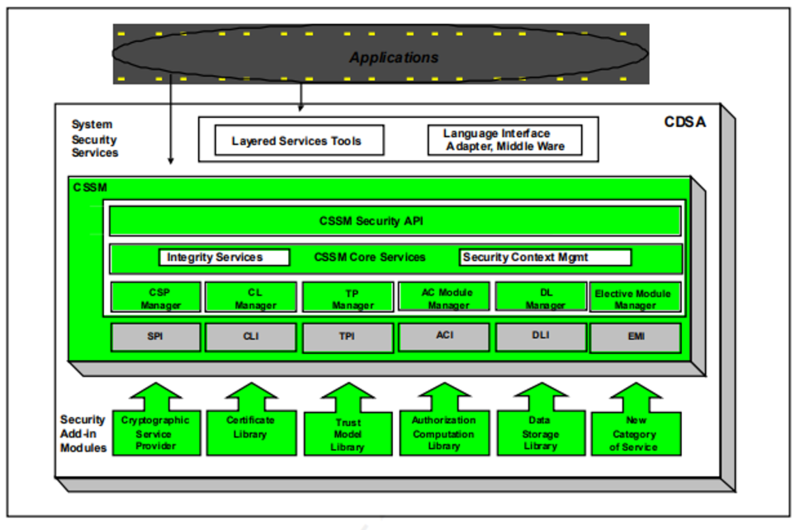 Applications
System
Security
Services
CDSA
Layered Services Tools
Language Interface
Adapter, Middle Ware
CSSM
CSSM Security API
Integrity Services
CSSM Core Services
Security Context Mgmt
CSP
Manager
CL
Manager
TP
Manager
AC Module
Manager
DL
Manager
Elective Module
Manager
SPI
CLI
TPI
ACI
DLI
EMI
Security
Add-in
Modules
Cryptographic
Service
Provider
Certificate
Library
Trust
Model
Library
Authorization
Computation
Library
Data
Storage
Library
New
Category
of Service